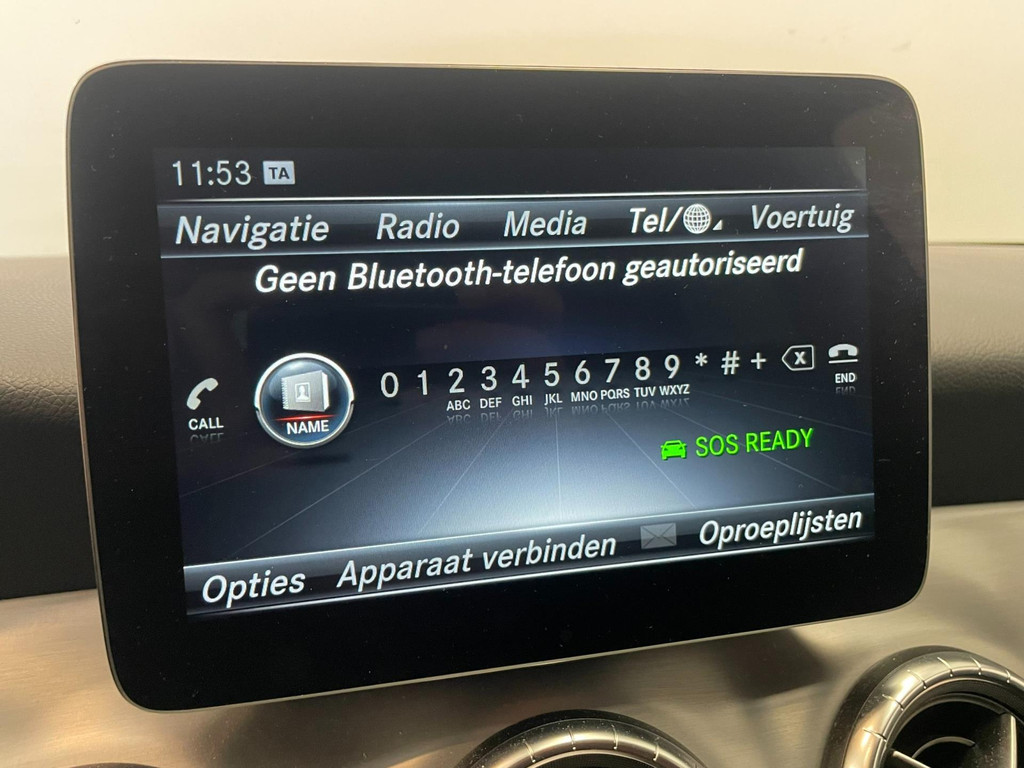 11:53 TA
Navigatie Radio Media Tel/ Voertuig
Geen Bluetooth-telefoon geautoriseerd
CALL NAME 0 1 2 3 4 5 6 7 8 9 * # + X END
ABC DEF GHI JKL MNO PQRS TUV WXYZ
SOS READY
Opties Apparaat verbinden Oproeplijsten